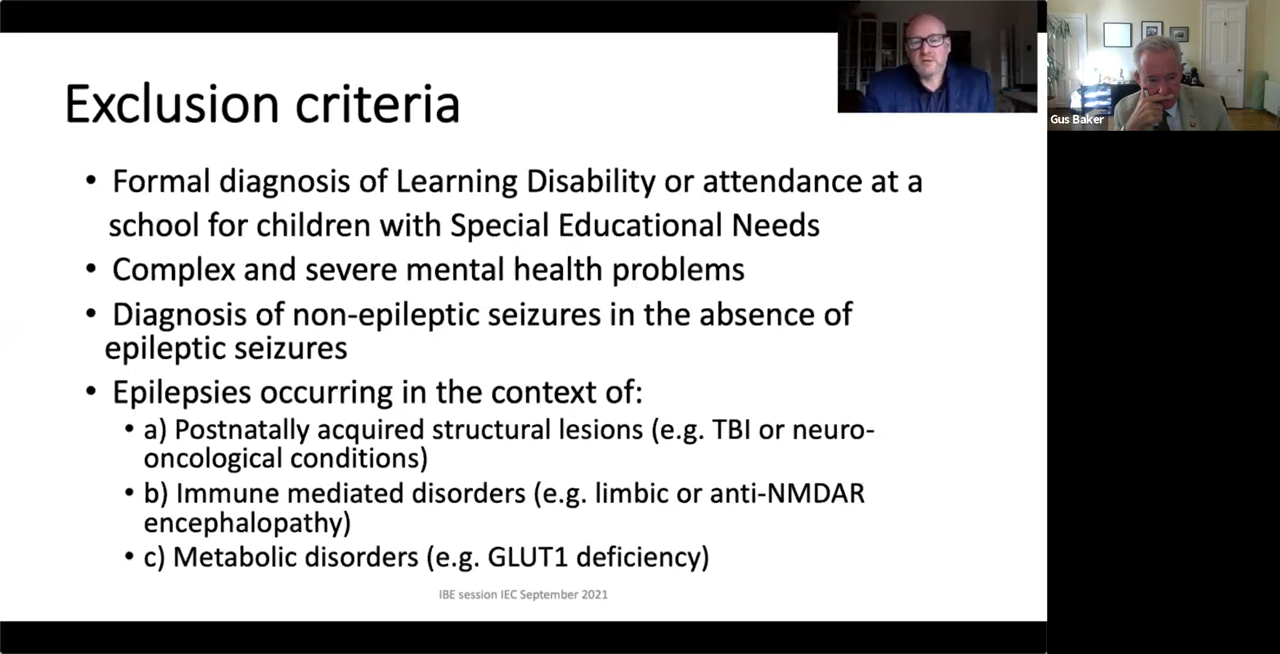 Exclusion criteria
• Formal diagnosis of Learning Disability or attendance at a
school for children with Special Educational Needs
• Complex and severe mental health problems
• Diagnosis of non-epileptic seizures in the absence of
epileptic seizures
• Epilepsies occurring in the context of:
• a) Postnatally acquired structural lesions (e.g. TBI or neuro-
oncological conditions)
• b) Immune mediated disorders (e.g. limbic or anti-NMDAR
encephalopathy)
• c) Metabolic disorders (e.g. GLUT1 deficiency)
IBE session IEC September 2021
Gus Baker